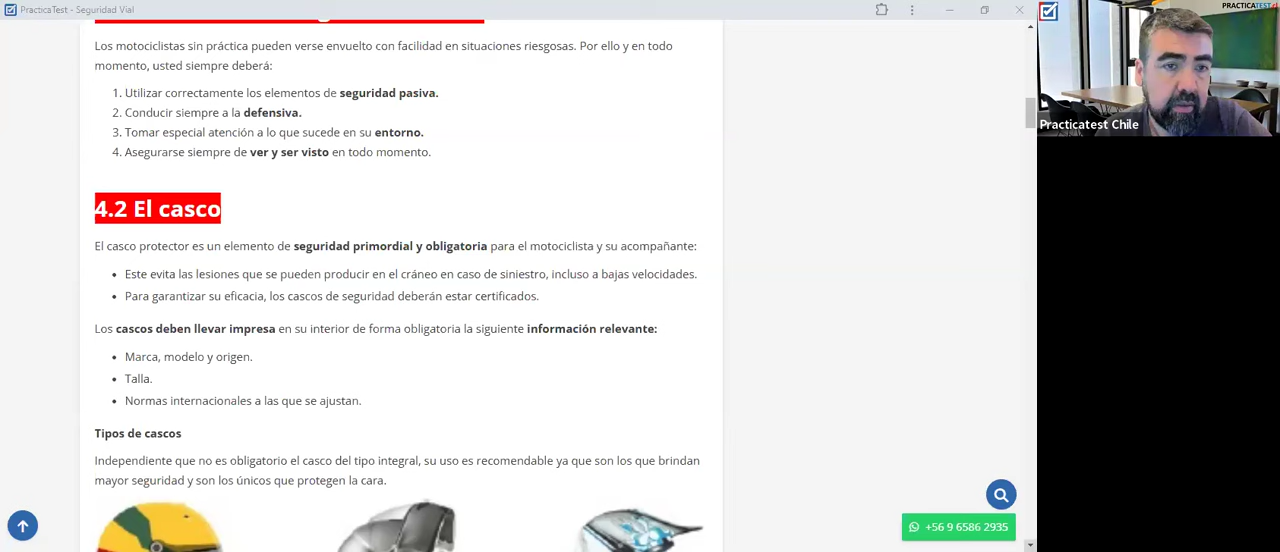 PracticaTest - Seguridad Vial
Los motociclistas sin práctica pueden verse envuelto con facilidad en situaciones riesgosas. Por ello y en todo
momento, usted siempre deberá:
1. Utilizar correctamente los elementos de seguridad pasiva.
2. Conducir siempre a la defensiva.
3. Tomar especial atención a lo que sucede en su entorno.
4. Asegurarse siempre de ver y ser visto en todo momento.
4.2 El casco
El casco protector es un elemento de seguridad primordial y obligatoria para el motociclista y su acompañante:
• Este evita las lesiones que se pueden producir en el cráneo en caso de siniestro, incluso a bajas velocidades.
• Para garantizar su eficacia, los cascos de seguridad deberán estar certificados.
Los cascos deben llevar impresa en su interior de forma obligatoria la siguiente información relevante:
• Marca, modelo y origen.
• Talla.
• Normas internacionales a las que se ajustan.
Tipos de cascos
Independiente que no es obligatorio el casco del tipo integral, su uso es recomendable ya que son los que brindan
mayor seguridad y son los únicos que protegen la cara.
+56 9 6586 2935
PRACTICATEST
Practicatest Chile